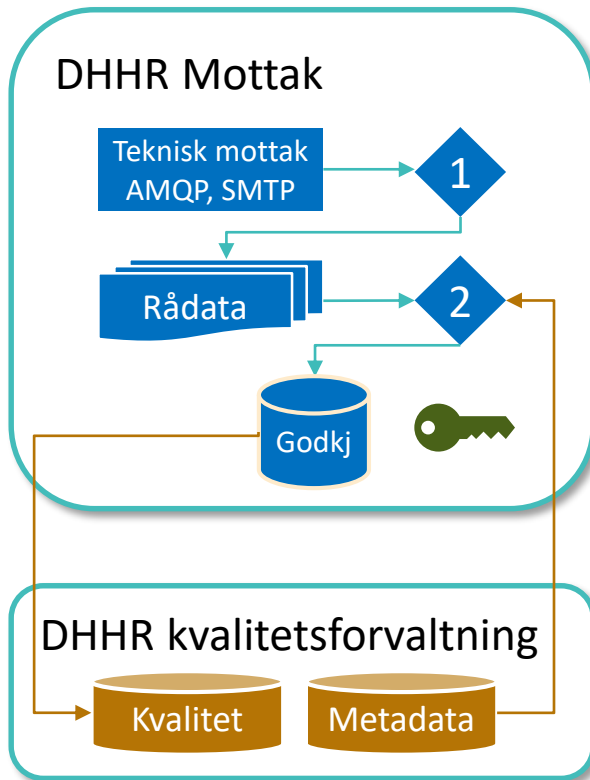 DHHR Mottak
Teknisk mottak
AMQP, SMTP
1
Rådata
2
Godkj
DHHR kvalitetsforvaltning
Kvalitet
Metadata